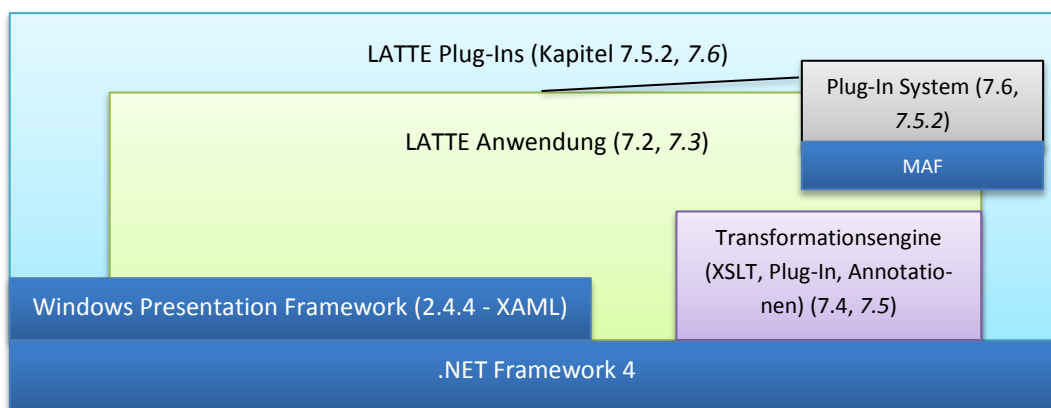 LATTE Plug-Ins (Kapitel 7.5.2, 7.6)
Plug-In System (7.6,
7.5.2)
LATTE Anwendung (7.2, 7.3)
MAF
Transformationsengine
(XSLT, Plug-In, Annotatio-
nen) (7.4, 7.5)
Windows Presentation Framework (2.4.4 - XAML)
.NET Framework 4